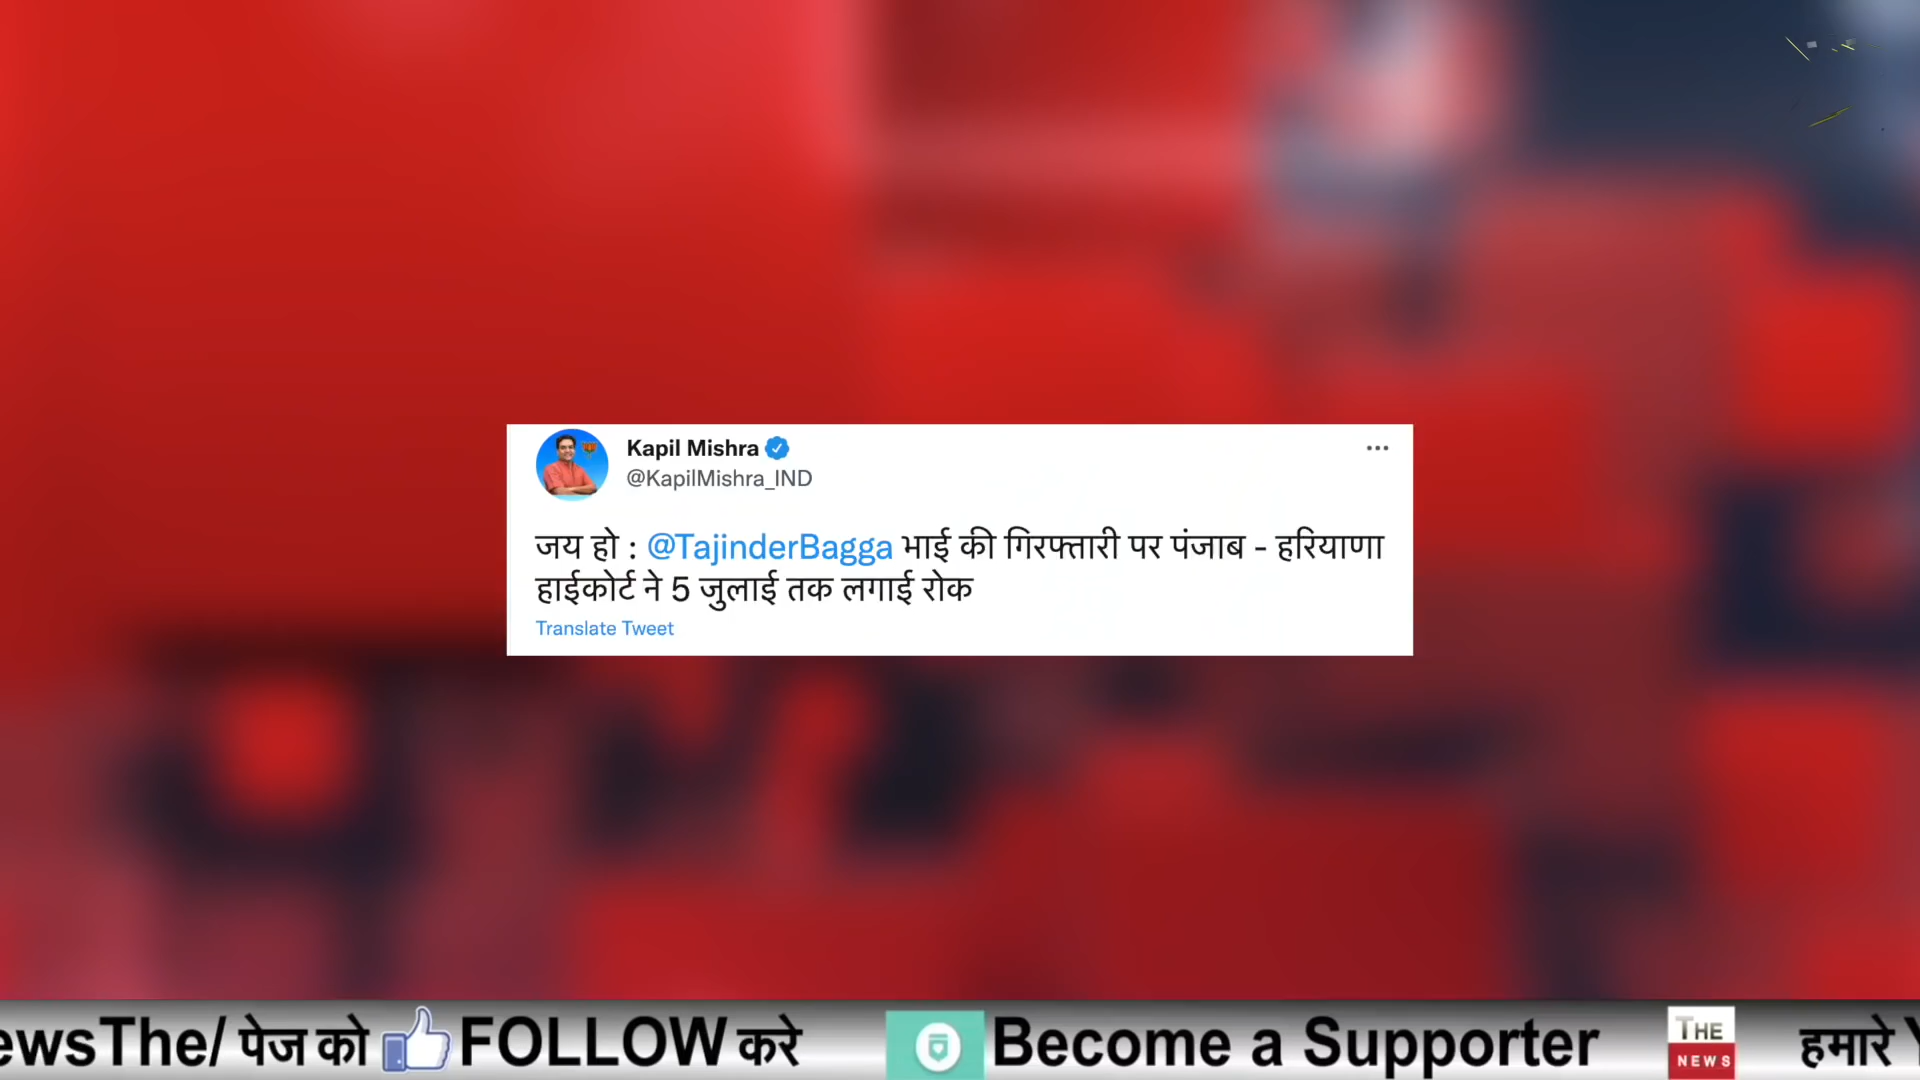 Kapil Mishra
@KapilMishra_IND
जय हो : @TajinderBagga भाई की गिरफ्तारी पर पंजाब - हरियाणा
हाईकोर्ट ने 5 जुलाई तक लगाई रोक
Translate Tweet
ewsThe/ पेज को FOLLOW करे Become a Supporter THE NEWS हमारे